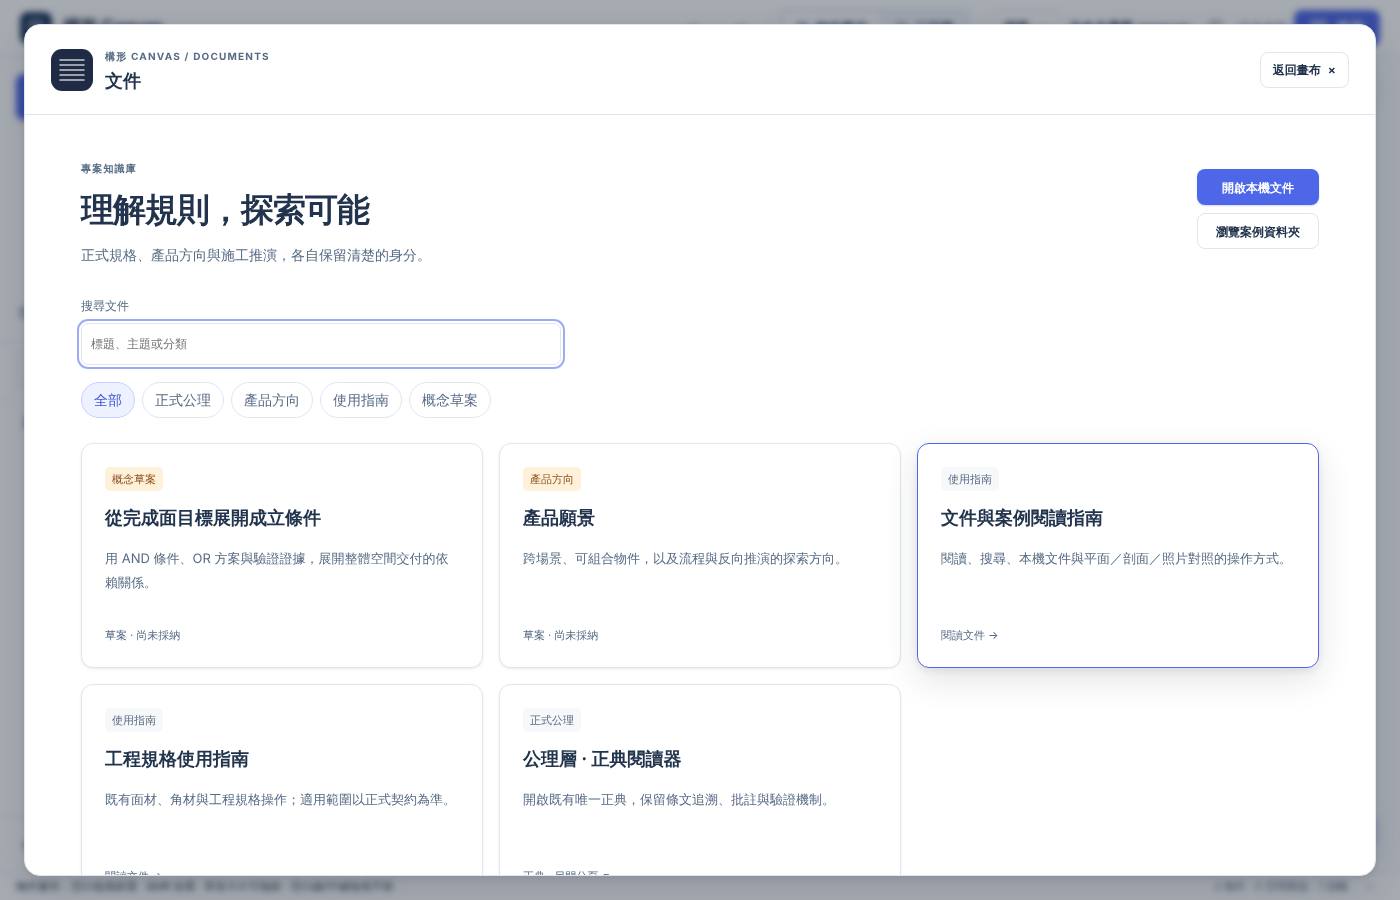 構形 CANVAS / DOCUMENTS
文件
返回畫布 ×
專案知識庫
理解規則，探索可能
正式規格、產品方向與施工推演，各自保留清楚的身分。
開啟本機文件
瀏覽案例資料夾
搜尋文件
標題、主題或分類
全部
正式公理
產品方向
使用指南
概念草案
概念草案
從完成面目標展開成立條件
用 AND 條件、OR 方案與驗證證據，展開整體空間交付的依
賴關係。
草案 · 尚未採納
產品方向
產品願景
跨場景、可組合物件，以及流程與反向推演的探索方向。
草案 · 尚未採納
使用指南
文件與案例閱讀指南
閱讀、搜尋、本機文件與平面／剖面／照片對照的操作方式。
閱讀文件 →
使用指南
工程規格使用指南
既有面材、角材與工程規格操作；適用範圍以正式契約為準。
正式公理
公理層 · 正典閱讀器
開啟既有唯一正典，保留條文追溯、批註與驗證機制。